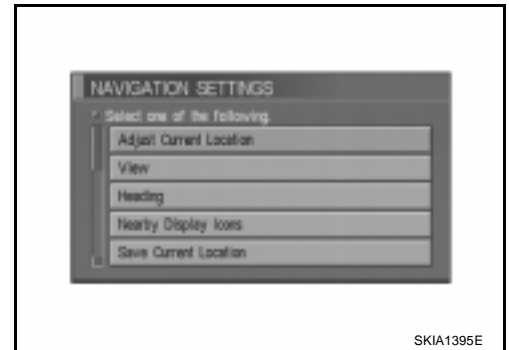 NAVIGATION SETTINGS
Select one of the following.
Adjust Current Location
View
Heading
Nearby Display Icons
Save Current Location
SKIA1395E